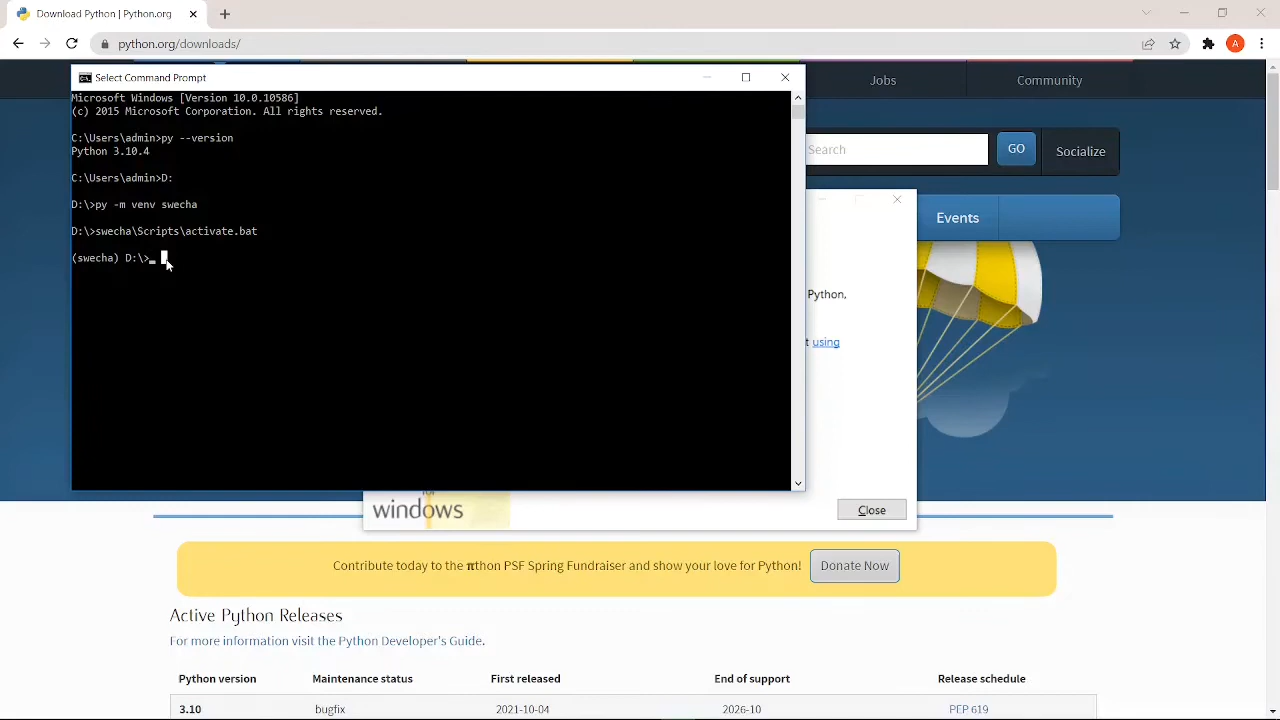 Download Python | Python.org
python.org/downloads/
A
Select Command Prompt
Microsoft Windows [Version 10.0.10586]
(c) 2015 Microsoft Corporation. All rights reserved.
C:\Users\admin>py --version
Python 3.10.4
C:\Users\admin>D:
D:\>py -m venv swecha
D:\>swecha\Scripts\activate.bat
(swecha) D:\>_
Jobs
Community
Search
GO
Socialize
Events
Python,
t using
for
windows
Close
Contribute today to the πthon PSF Spring Fundraiser and show your love for Python!
Donate Now
Active Python Releases
For more information visit the Python Developer's Guide.
Python version Maintenance status First released End of support Release schedule
3.10 bugfix 2021-10-04 2026-10 PEP 619